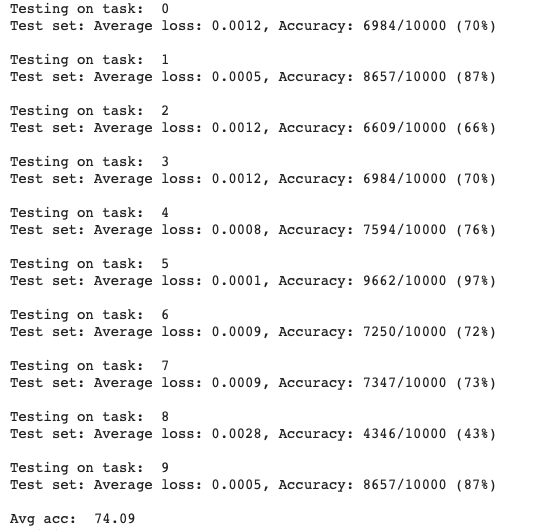 Testing on task:  0
Test set: Average loss: 0.0012, Accuracy: 6984/10000 (70%)
Testing on task:  1
Test set: Average loss: 0.0005, Accuracy: 8657/10000 (87%)
Testing on task:  2
Test set: Average loss: 0.0012, Accuracy: 6609/10000 (66%)
Testing on task:  3
Test set: Average loss: 0.0012, Accuracy: 6984/10000 (70%)
Testing on task:  4
Test set: Average loss: 0.0008, Accuracy: 7594/10000 (76%)
Testing on task:  5
Test set: Average loss: 0.0001, Accuracy: 9662/10000 (97%)
Testing on task:  6
Test set: Average loss: 0.0009, Accuracy: 7250/10000 (72%)
Testing on task:  7
Test set: Average loss: 0.0009, Accuracy: 7347/10000 (73%)
Testing on task:  8
Test set: Average loss: 0.0028, Accuracy: 4346/10000 (43%)
Testing on task:  9
Test set: Average loss: 0.0005, Accuracy: 8657/10000 (87%)
Avg acc:  74.09